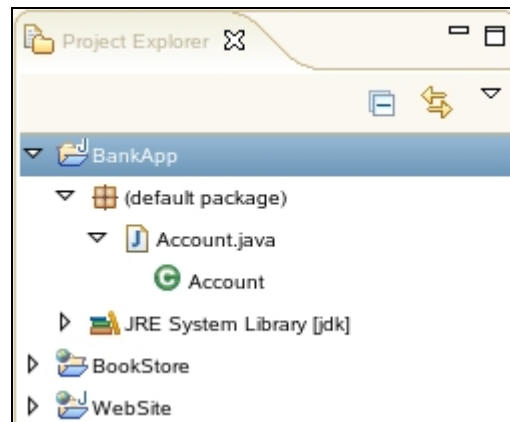 Project Explorer
BankApp
(default package)
Account.java
Account
JRE System Library [jdk]
BookStore
WebSite